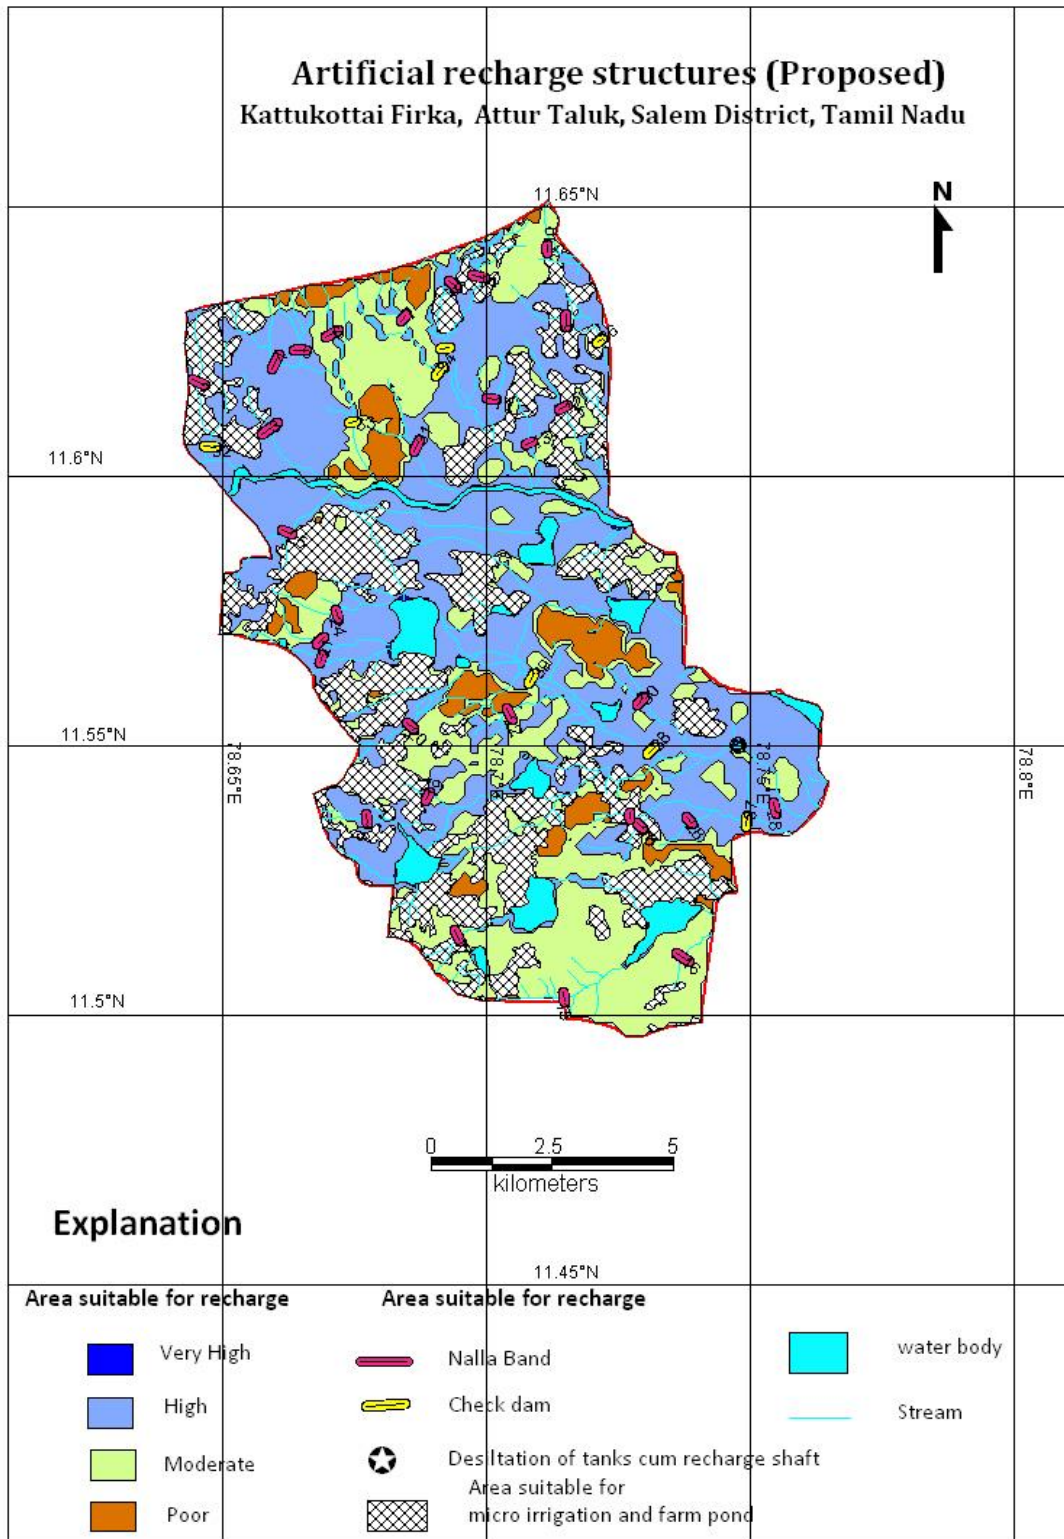 Artificial recharge structures (Proposed)
Kattukottai Firka, Attur Taluk, Salem District, Tamil Nadu
N
11.65°N
11.6°N
11.55°N
78.65°E
78.7°E
78.75°E
78.8°E
11.5°N
0 2.5 5
kilometers
Explanation
11.45°N
Area suitable for recharge
Very High
High
Moderate
Poor
Area suitable for recharge
Nalla Band
Check dam
Desiltation of tanks cum recharge shaft
Area suitable for
micro irrigation and farm pond
water body
Stream